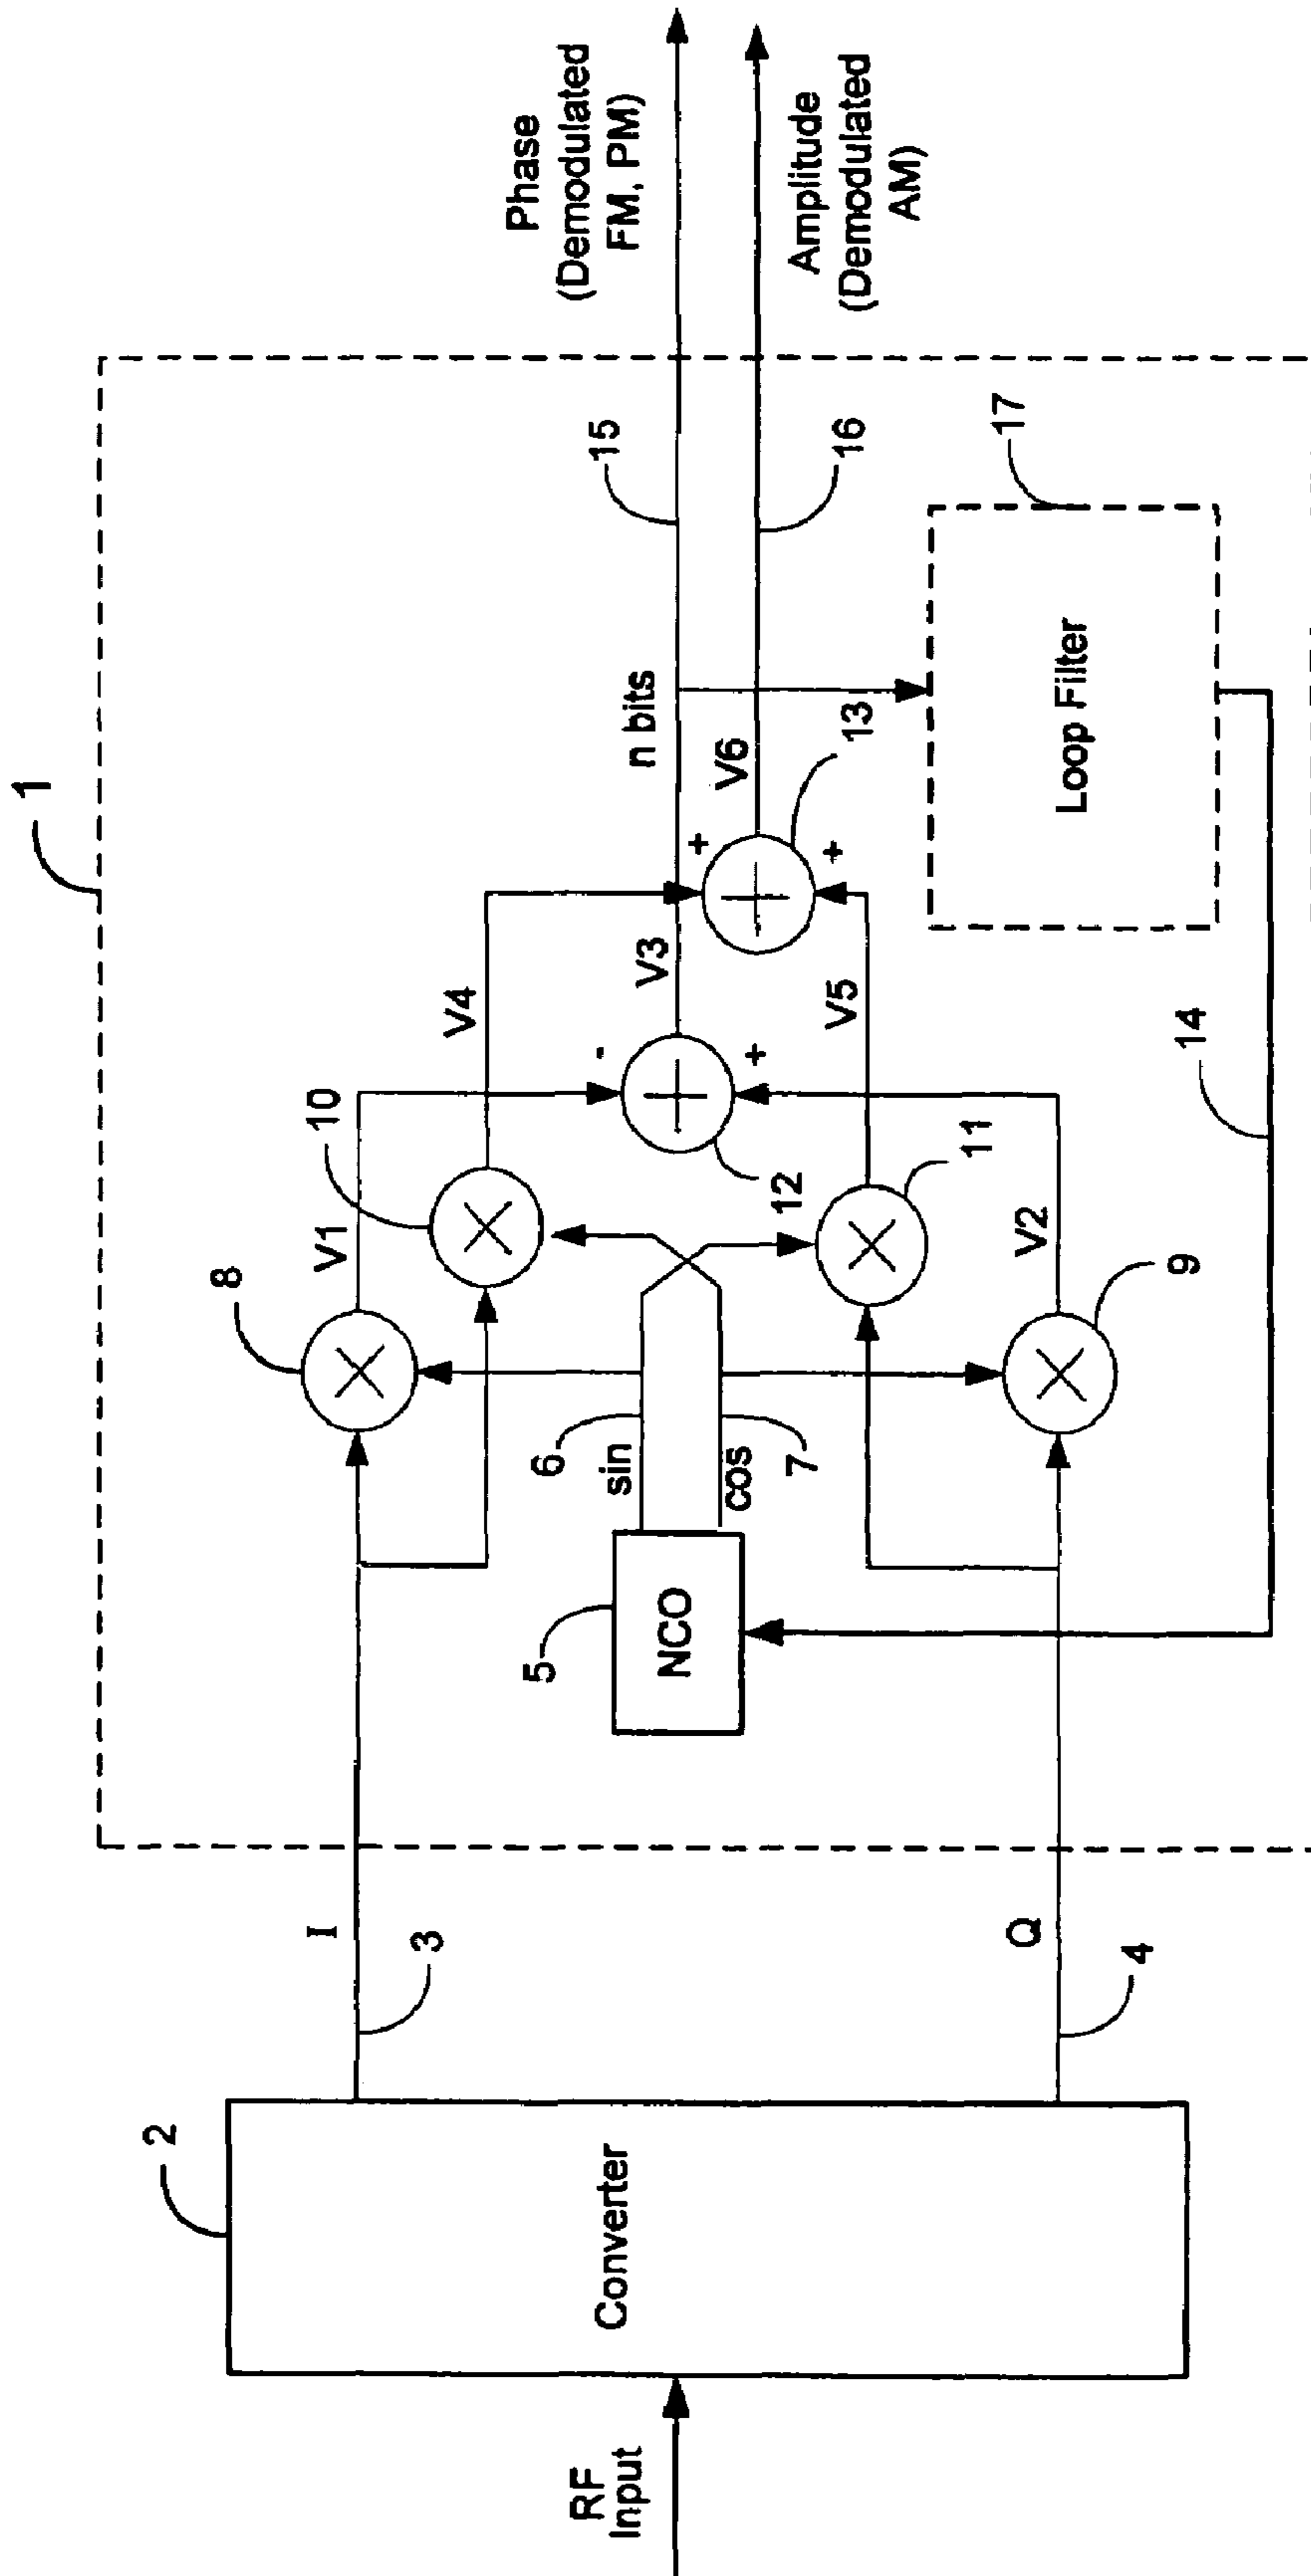 1
2
Converter
RF
Input
I
3
Q
4
5
NCO
6
sin
cos
7
8
V1
10
V4
9
V2
11
V5
12
-
+
V3
n bits
V6
13
+
+
15
16
17
Loop Filter
14
Phase
(Demodulated
FM, PM)
Amplitude
(Demodulated
AM)